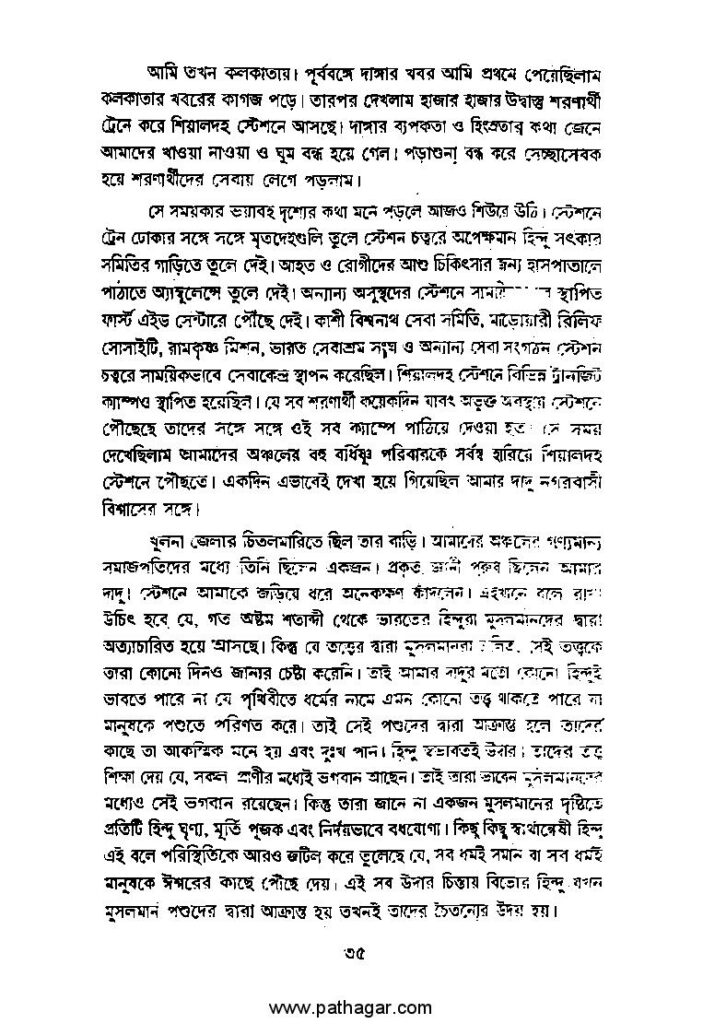 আমি তখন কলকাতায়। পূর্ববঙ্গে দাঙ্গার খবর আমি প্রথমে পেয়েছিলাম
কলকাতার খবরের কাগজ পড়ে। তারপর দেখলাম হাজার হাজার উদ্বাস্তু শরণার্থী
ট্রেনে করে শিয়ালদহ স্টেশনে আসছে। দাঙ্গার ব্যপকতা ও হিংস্রতার কথা জেনে
আমাদের খাওয়া নাওয়া ও ঘুম বন্ধ হয়ে গেল। পড়াশুনা বন্ধ করে সেচ্ছাসেবক
হয়ে শরণার্থীদের সেবায় লেগে পড়লাম।
সে সময়কার ভয়াবহ দৃশ্যের কথা মনে পড়লে আজও শিউরে উঠি। স্টেশনে
ট্রেন ঢোকার সঙ্গে সঙ্গে মৃতদেহগুলি তুলে স্টেশন চত্বরে অপেক্ষমান হিন্দু সৎকার
সমিতির গাড়িতে তুলে দেই। আহত ও রোগীদের আশু চিকিৎসার জন্য হাসপাতালে
পাঠাতে অ্যাম্বুলেন্সে তুলে দেই। অন্যান্য অসুস্থদের স্টেশনে স্থাপিত
ফার্স্ট এইড সেন্টারে পৌঁছে দেই। কাশী বিশ্বনাথ সেবা সমিতি, মাড়োয়ারী রিলিফ
সোসাইটি, রামকৃষ্ণ মিশন, ভারত সেবাশ্রম সংঘ ও অন্যান্য সেবা সংগঠন স্টেশন
চত্বরে সাময়িকভাবে সেবাকেন্দ্র স্থাপন করেছিল। শিয়ালদহ স্টেশনে বিভিন্ন ট্রানজিট
ক্যাম্পও স্থাপিত হয়েছিল। যে সব শরণার্থী কয়েকদিন যাবৎ অভুক্ত অবস্থায় স্টেশনে
পৌঁছেছে তাদের সঙ্গে সঙ্গে ওই সব ক্যাম্পে পাঠিয়ে দেওয়া হত। সে সময়
দেখেছিলাম আমাদের অঞ্চলের বহু বর্ধিষ্ণু পরিবারকে সর্বস্ব হারিয়ে শিয়ালদহ
স্টেশনে পৌঁছতে। একদিন এভাবেই দেখা হয়ে গিয়েছিল আমার দাদু নগরবাসী
বিশ্বাসের সঙ্গে।
খুলনা জেলার চিতলমারিতে ছিল তার বাড়ি। আমাদের অঞ্চলের গণ্যমান্য
সমাজপতিদের মধ্যে তিনি ছিলেন একজন। প্রকৃত জ্ঞানী পুরুষ ছিলেন আমার
দাদু। স্টেশনে আমাকে জড়িয়ে ধরে অনেকক্ষণ কাঁদলেন। এইখানে বলে রাখা
উচিৎ হবে যে, গত অষ্টম শতাব্দী থেকে ভারতের হিন্দুরা মুসলমানদের দ্বারা
অত্যাচারিত হয়ে আসছে। কিন্তু যে তত্ত্বের দ্বারা মুসলমানরা সেই তত্ত্বকে
তারা কোনো দিনও জানার চেষ্টা করেনি। তাই আমার দাদুর মতো কোনো হিন্দুই
ভাবতে পারে না যে পৃথিবীতে ধর্মের নামে এমন কোনো তত্ত্ব থাকতে পারে যা
মানুষকে পশুতে পরিণত করে। তাই সেই পশুদের দ্বারা আক্রান্ত হলে তাদের
কাছে তা আকস্মিক মনে হয় এবং দুঃখ পান। হিন্দু স্বভাবতই উদার। তাদের তত্ত্ব
শিক্ষা দেয় যে, সকল প্রাণীর মধ্যেই ভগবান আছেন। তাই তারা ভাবেন মুসলমানদের
মধ্যেও সেই ভগবান রয়েছেন। কিন্তু তারা জানে না একজন মুসলমানের দৃষ্টিতে
প্রতিটি হিন্দু ঘৃণ্য, মূর্তি পূজক এবং নির্দয়ভাবে বধযোগ্য। কিছু কিছু স্বার্থান্বেষী হিন্দু
এই বলে পরিস্থিতিকে আরও জটিল করে তুলেছে যে, সব ধর্মই সমান বা সব ধর্মই
মানুষকে ঈশ্বরের কাছে পৌঁছে দেয়। এই সব উদার চিন্তায় বিভোর হিন্দু যখন
মুসলমান পশুদের দ্বারা আক্রান্ত হয় তখনই তাদের চৈতন্যের উদয় হয়।
৩৫
www.pathagar.com